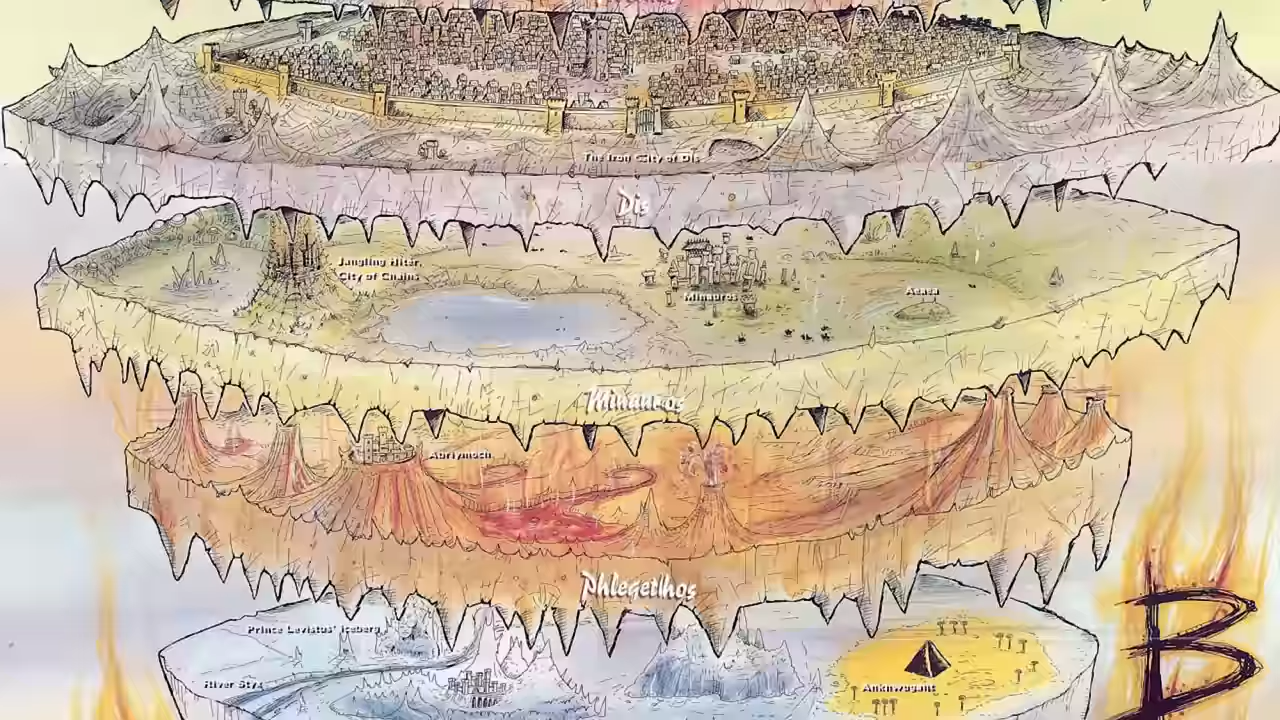 The Iron City of Dis
Dis
Jangling Hiter,
City of Chains
Minauros
Aeaea
Minauros
Abriymoch
Phlegethos
Prince Levistus' Iceberg
River Styx
Ankhwugaht
B